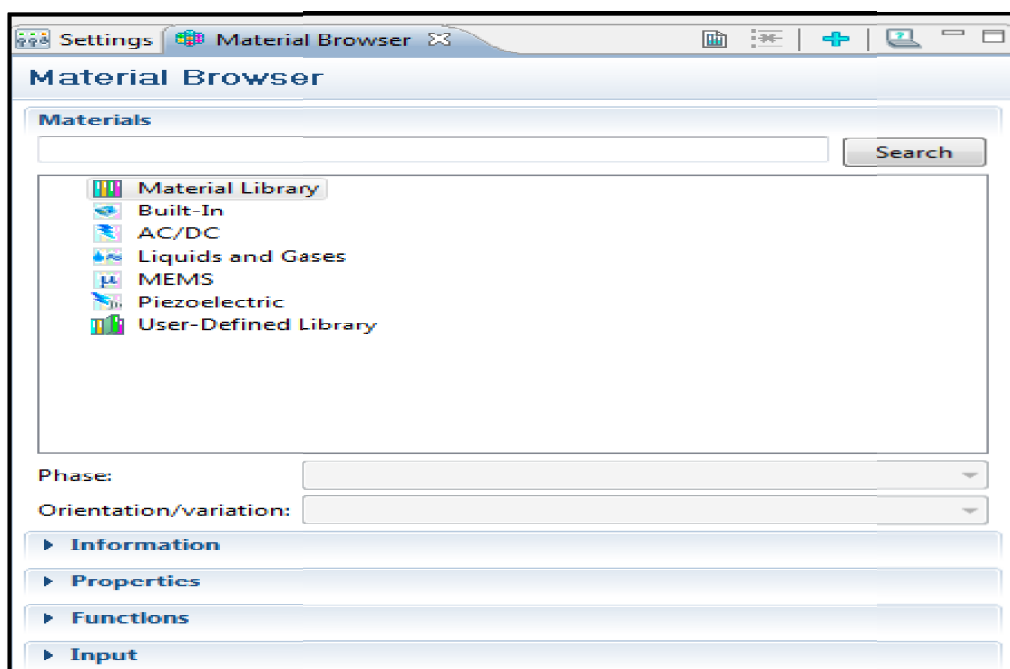 Settings Material Browser
Material Browser
Materials
Search
Material Library
Built-In
AC/DC
Liquids and Gases
MEMS
Piezoelectric
User-Defined Library
Phase:
Orientation/variation:
Information
Properties
Functions
Input